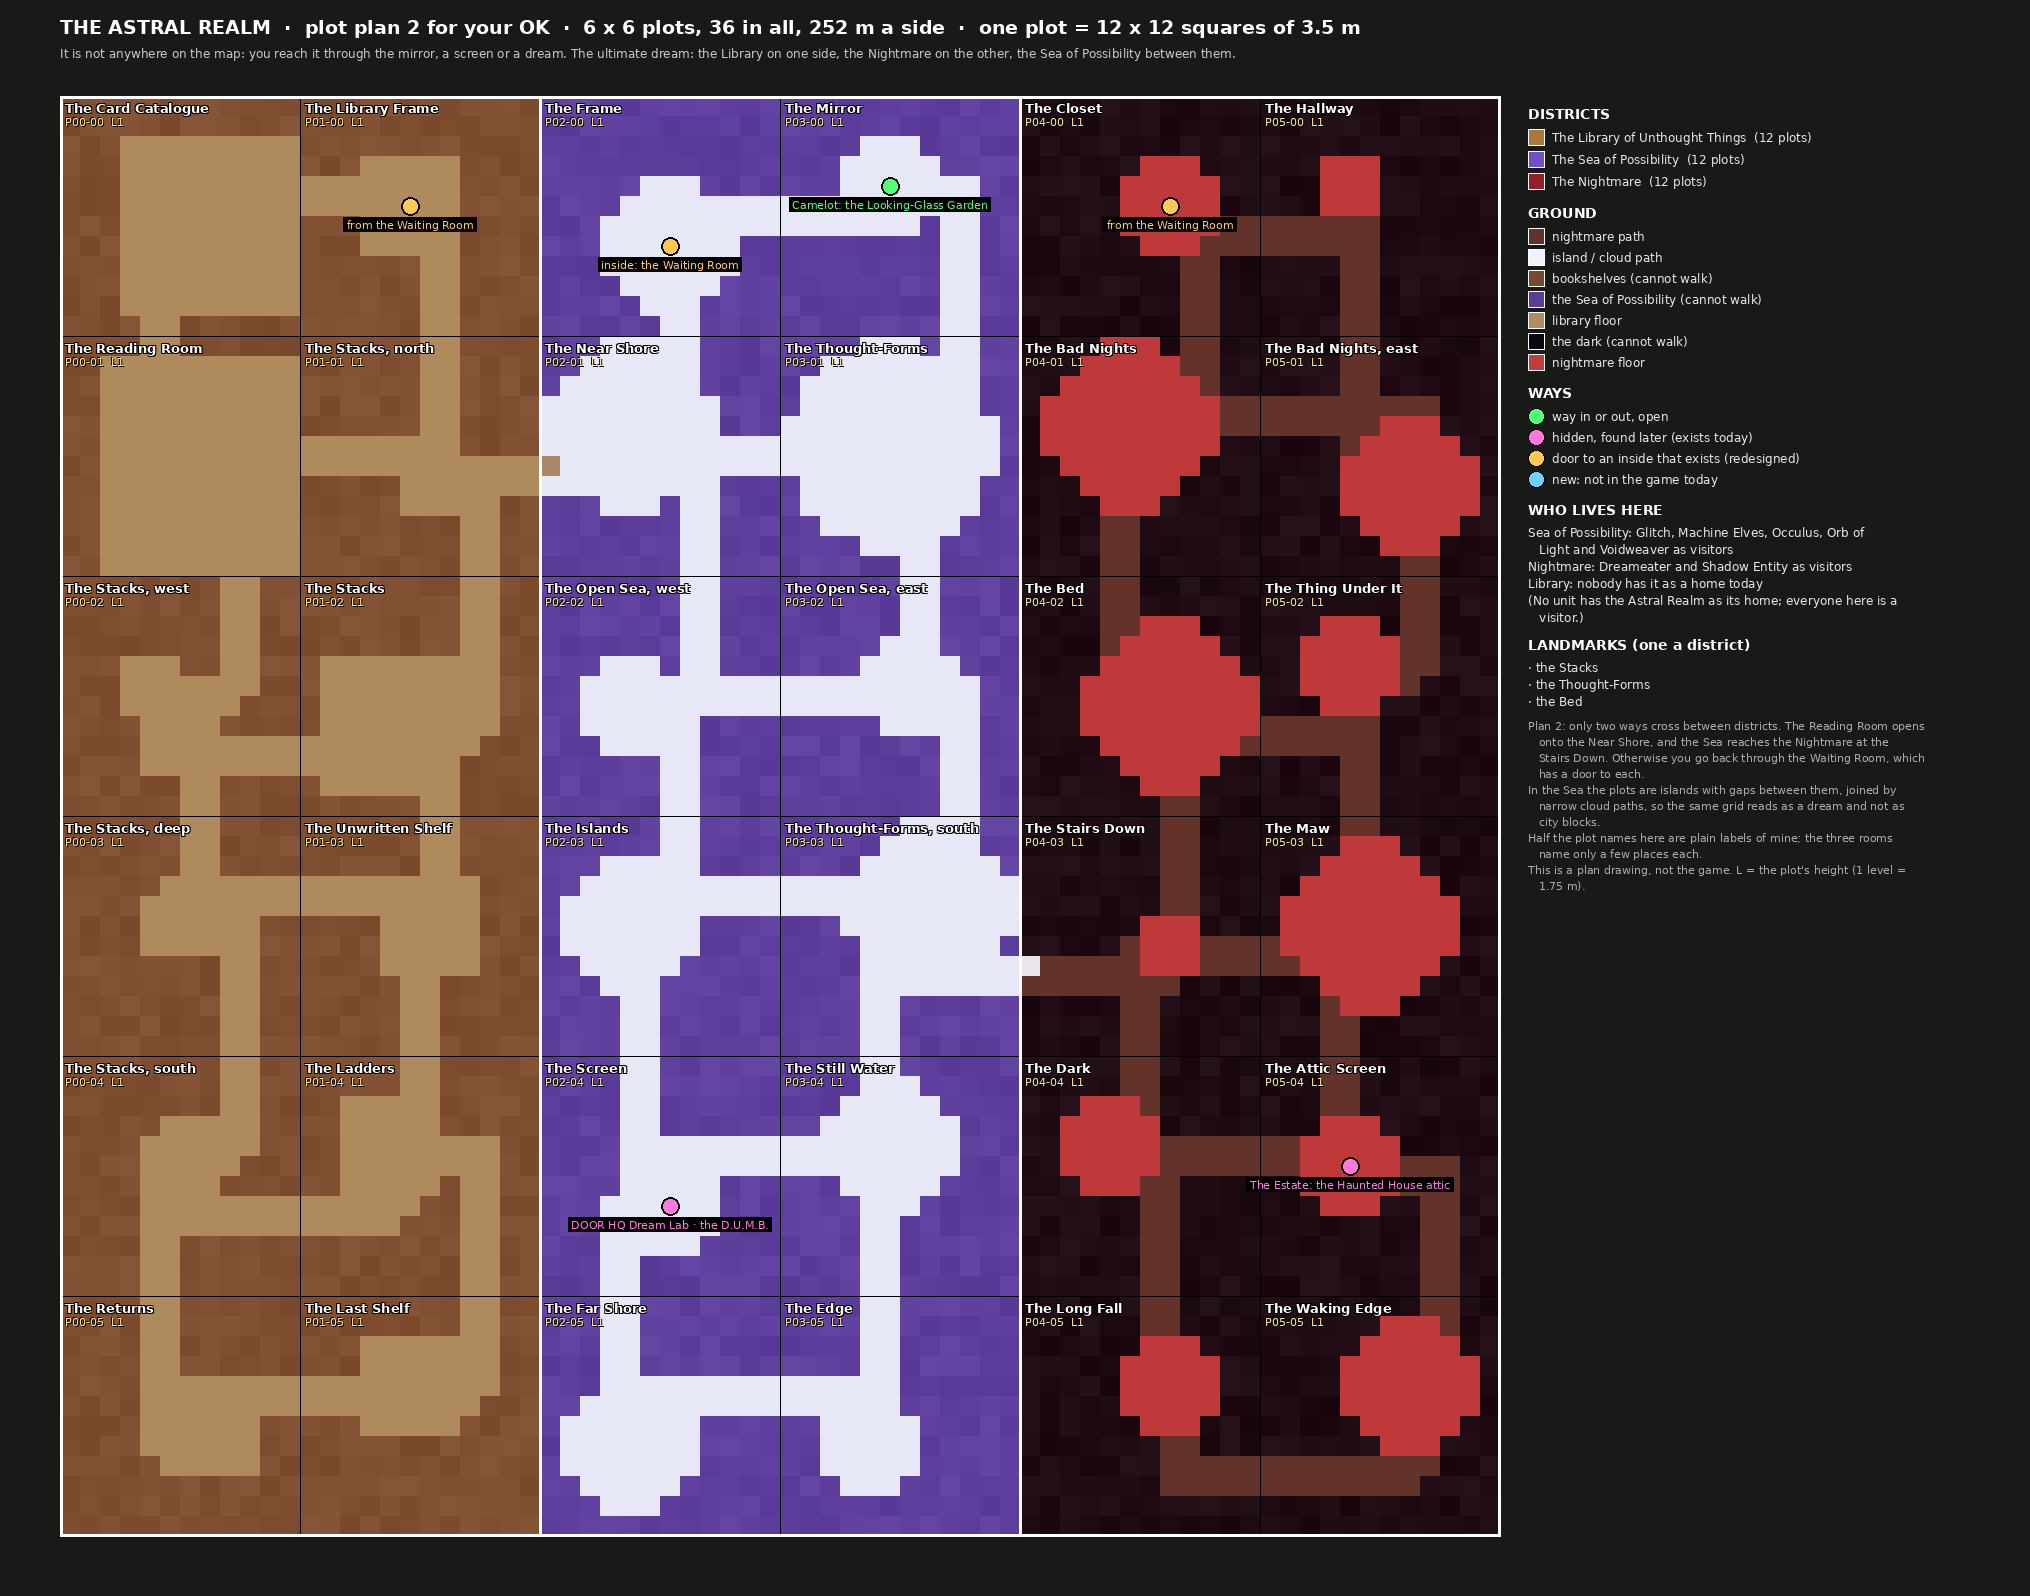 THE ASTRAL REALM · plot plan 2 for your OK · 6 x 6 plots, 36 in all, 252 m a side · one plot = 12 x 12 squares of 3.5 m
It is not anywhere on the map: you reach it through the mirror, a screen or a dream. The ultimate dream: the Library on one side, the Nightmare on the other, the Sea of Possibility between them.
The Card Catalogue
P00-00 L1
The Library Frame
P01-00 L1
from the Waiting Room
The Frame
P02-00 L1
inside: the Waiting Room
The Mirror
P03-00 L1
Camelot: the Looking-Glass Garden
The Closet
P04-00 L1
from the Waiting Room
The Hallway
P05-00 L1
The Reading Room
P00-01 L1
The Stacks, north
P01-01 L1
The Near Shore
P02-01 L1
The Thought-Forms
P03-01 L1
The Bad Nights
P04-01 L1
The Bad Nights, east
P05-01 L1
The Stacks, west
P00-02 L1
The Stacks
P01-02 L1
The Open Sea, west
P02-02 L1
The Open Sea, east
P03-02 L1
The Bed
P04-02 L1
The Thing Under It
P05-02 L1
The Stacks, deep
P00-03 L1
The Unwritten Shelf
P01-03 L1
The Islands
P02-03 L1
The Thought-Forms, south
P03-03 L1
The Stairs Down
P04-03 L1
The Maw
P05-03 L1
The Stacks, south
P00-04 L1
The Ladders
P01-04 L1
The Screen
P02-04 L1
DOOR HQ Dream Lab · the D.U.M.B.
The Still Water
P03-04 L1
The Dark
P04-04 L1
The Attic Screen
P05-04 L1
The Estate: the Haunted House attic
The Returns
P00-05 L1
The Last Shelf
P01-05 L1
The Far Shore
P02-05 L1
The Edge
P03-05 L1
The Long Fall
P04-05 L1
The Waking Edge
P05-05 L1
DISTRICTS
The Library of Unthought Things (12 plots)
The Sea of Possibility (12 plots)
The Nightmare (12 plots)
GROUND
nightmare path
island / cloud path
bookshelves (cannot walk)
the Sea of Possibility (cannot walk)
library floor
the dark (cannot walk)
nightmare floor
WAYS
way in or out, open
hidden, found later (exists today)
door to an inside that exists (redesigned)
new: not in the game today
WHO LIVES HERE
Sea of Possibility: Glitch, Machine Elves, Occulus, Orb of
Light and Voidweaver as visitors
Nightmare: Dreameater and Shadow Entity as visitors
Library: nobody has it as a home today
(No unit has the Astral Realm as its home; everyone here is a
visitor.)
LANDMARKS (one a district)
· the Stacks
· the Thought-Forms
· the Bed
Plan 2: only two ways cross between districts. The Reading Room opens
onto the Near Shore, and the Sea reaches the Nightmare at the
Stairs Down. Otherwise you go back through the Waiting Room, which
has a door to each.
In the Sea the plots are islands with gaps between them, joined by
narrow cloud paths, so the same grid reads as a dream and not as
city blocks.
Half the plot names here are plain labels of mine; the three rooms
name only a few places each.
This is a plan drawing, not the game. L = the plot's height (1 level =
1.75 m).